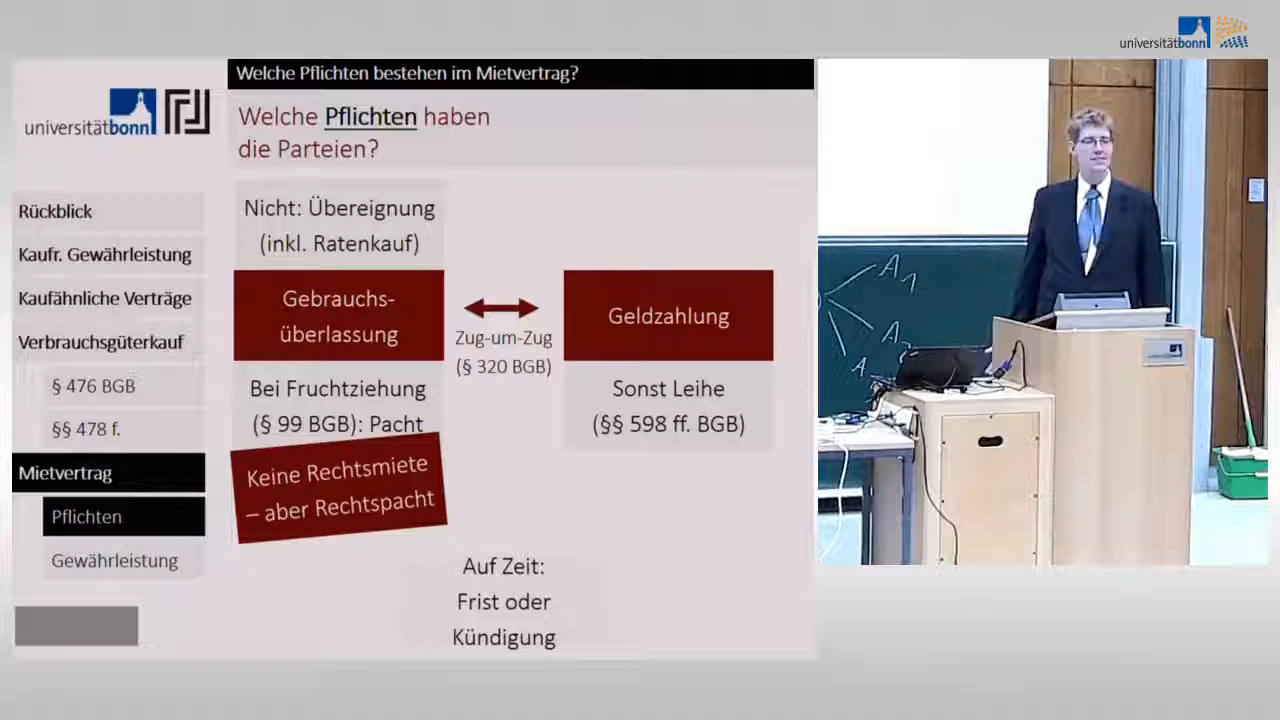 universitätbonn
Welche Pflichten bestehen im Mietvertrag?
universitätbonn
Welche Pflichten haben
die Parteien?
Rückblick
Kaufr. Gewährleistung
Kaufähnliche Verträge
Verbrauchsgüterkauf
§ 476 BGB
§§ 478 f.
Mietvertrag
Pflichten
Gewährleistung
Nicht: Übereignung
(inkl. Ratenkauf)
Gebrauchs-
überlassung
Zug-um-Zug
(§ 320 BGB)
Geldzahlung
Bei Fruchtziehung
(§ 99 BGB): Pacht
Sonst Leihe
(§§ 598 ff. BGB)
Keine Rechtsmiete
– aber Rechtspacht
Auf Zeit:
Frist oder
Kündigung
A1
A2
A